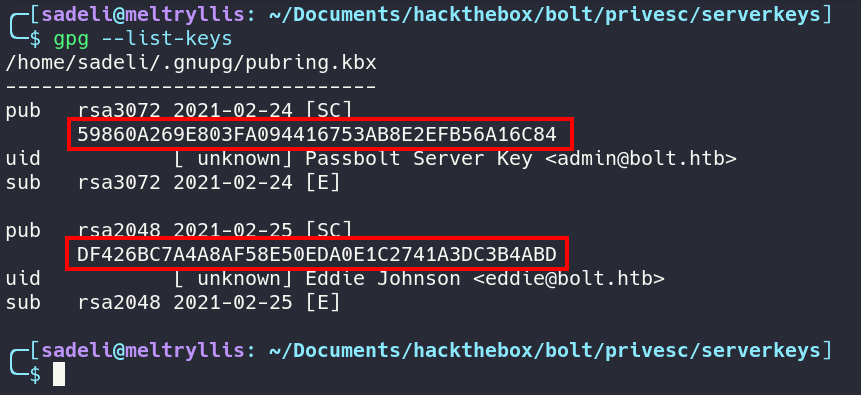 [sadeli@meltryllis: ~/Documents/hackthebox/bolt/privesc/serverkeys]
$ gpg --list-keys
/home/sadeli/.gnupg/pubring.kbx
-------------------------------
pub   rsa3072 2021-02-24 [SC]
      59860A269E803FA094416753AB8E2EFB56A16C84
uid           [ unknown] Passbolt Server Key <admin@bolt.htb>
sub   rsa3072 2021-02-24 [E]

pub   rsa2048 2021-02-25 [SC]
      DF426BC7A4A8AF58E50EDA0E1C2741A3DC3B4ABD
uid           [ unknown] Eddie Johnson <eddie@bolt.htb>
sub   rsa2048 2021-02-25 [E]

[sadeli@meltryllis: ~/Documents/hackthebox/bolt/privesc/serverkeys]
$